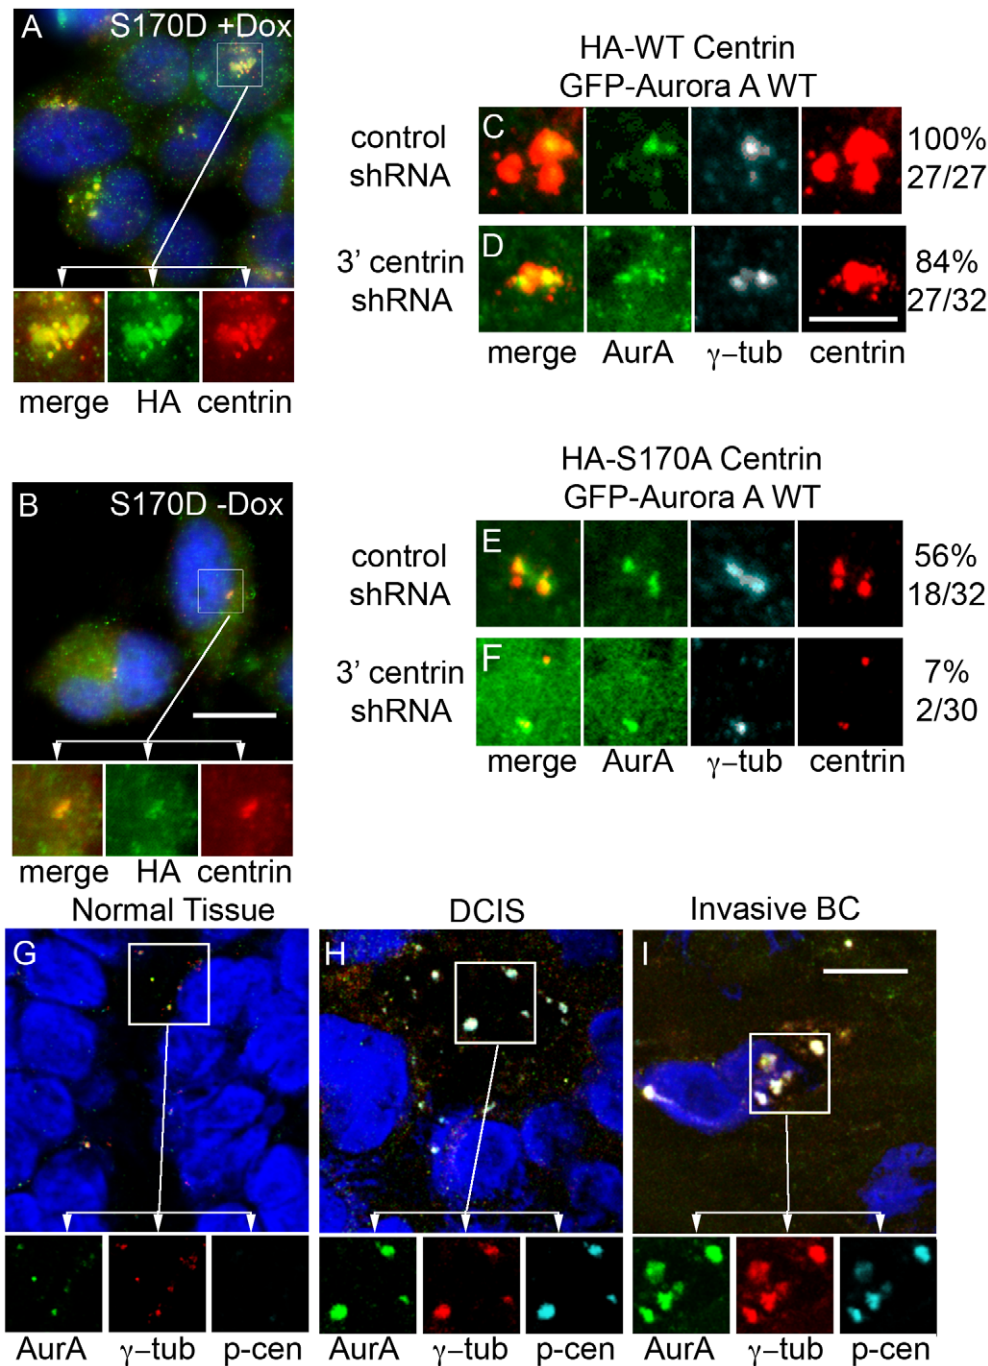 A
S170D +Dox
merge HA centrin
HA-WT Centrin
GFP-Aurora A WT
control
shRNA
C
100%
27/27
3' centrin
shRNA
D
84%
27/32
merge AurA γ-tub centrin
B
S170D -Dox
merge HA centrin
HA-S170A Centrin
GFP-Aurora A WT
control
shRNA
E
56%
18/32
3' centrin
shRNA
F
7%
2/30
merge AurA γ-tub centrin
Normal Tissue
G
AurA γ-tub p-cen
DCIS
H
AurA γ-tub p-cen
Invasive BC
I
AurA γ-tub p-cen